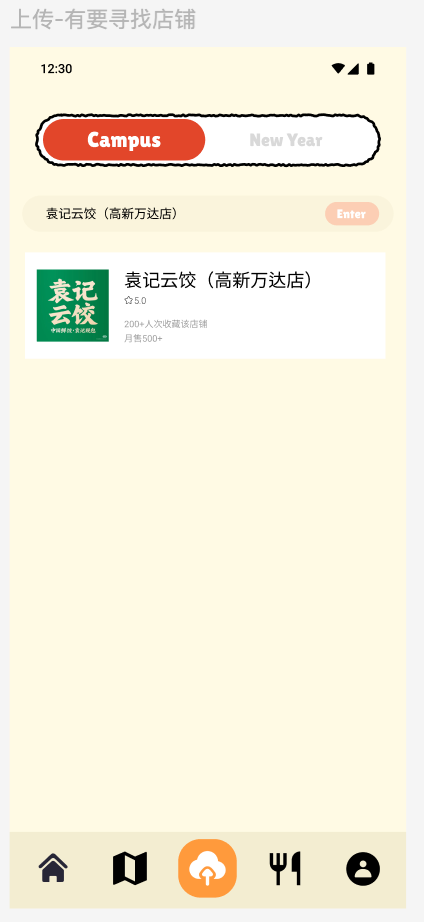 上传-有要寻找店铺
12:30
Campus
New Year
袁记云饺（高新万达店）
Enter
袁记
云饺
袁记云饺（高新万达店）
5.0
200+人次收藏该店铺
月售500+